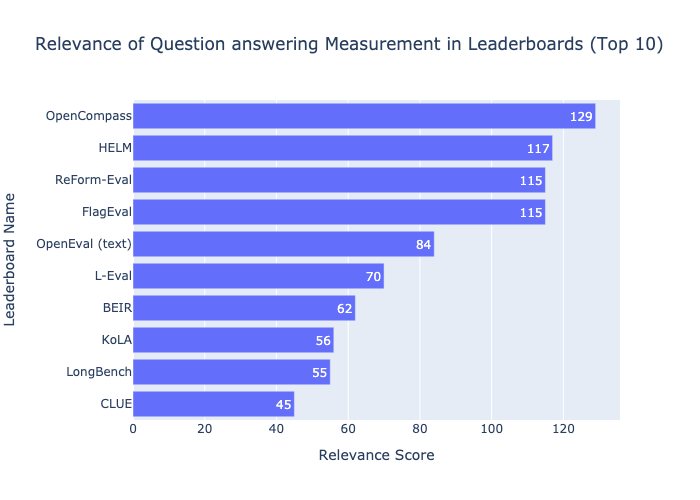 Relevance of Question answering Measurement in Leaderboards (Top 10)
Leaderboard Name
OpenCompass 129
HELM 117
ReForm-Eval 115
FlagEval 115
OpenEval (text) 84
L-Eval 70
BEIR 62
KoLA 56
LongBench 55
CLUE 45
0 20 40 60 80 100 120
Relevance Score